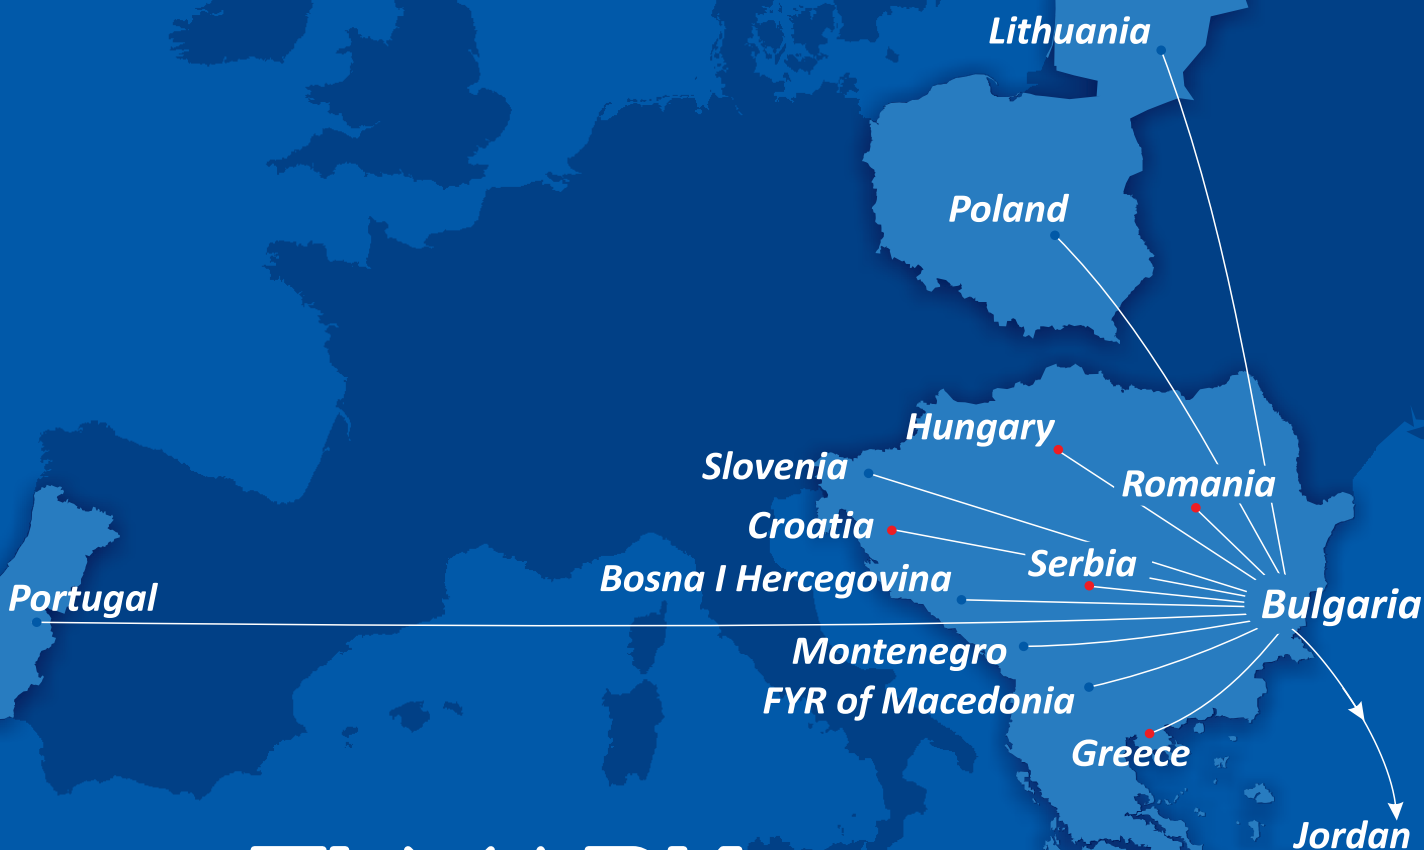 Lithuania
Poland
Hungary
Slovenia
Romania
Croatia
Serbia
Bosna I Hercegovina
Portugal
Bulgaria
Montenegro
FYR of Macedonia
Greece
Jordan